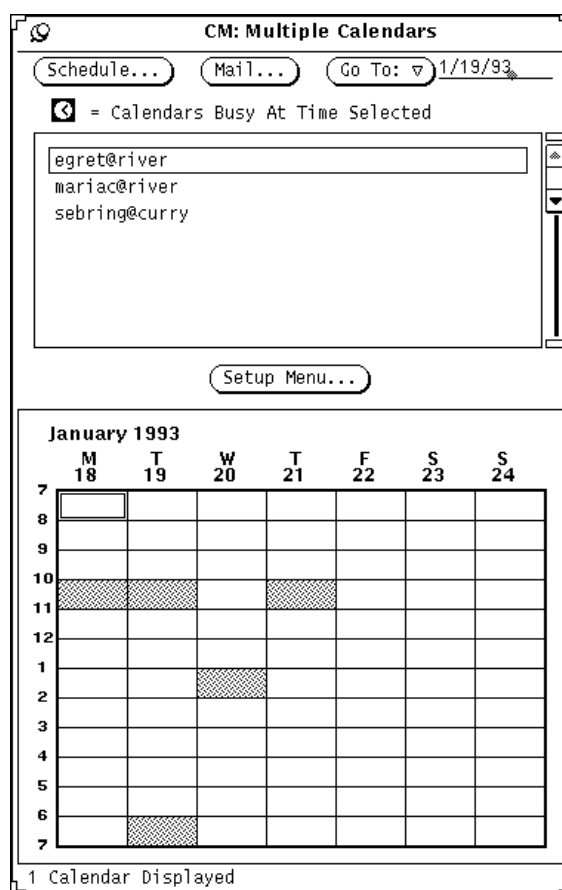 CM: Multiple Calendars
Schedule... Mail... Go To: 1/19/93
= Calendars Busy At Time Selected
egret@river
mariac@river
sebring@curry
Setup Menu...
January 1993
M T W T F S S
18 19 20 21 22 23 24
7
8
9
10
11
12
1
2
3
4
5
6
7
1 Calendar Displayed